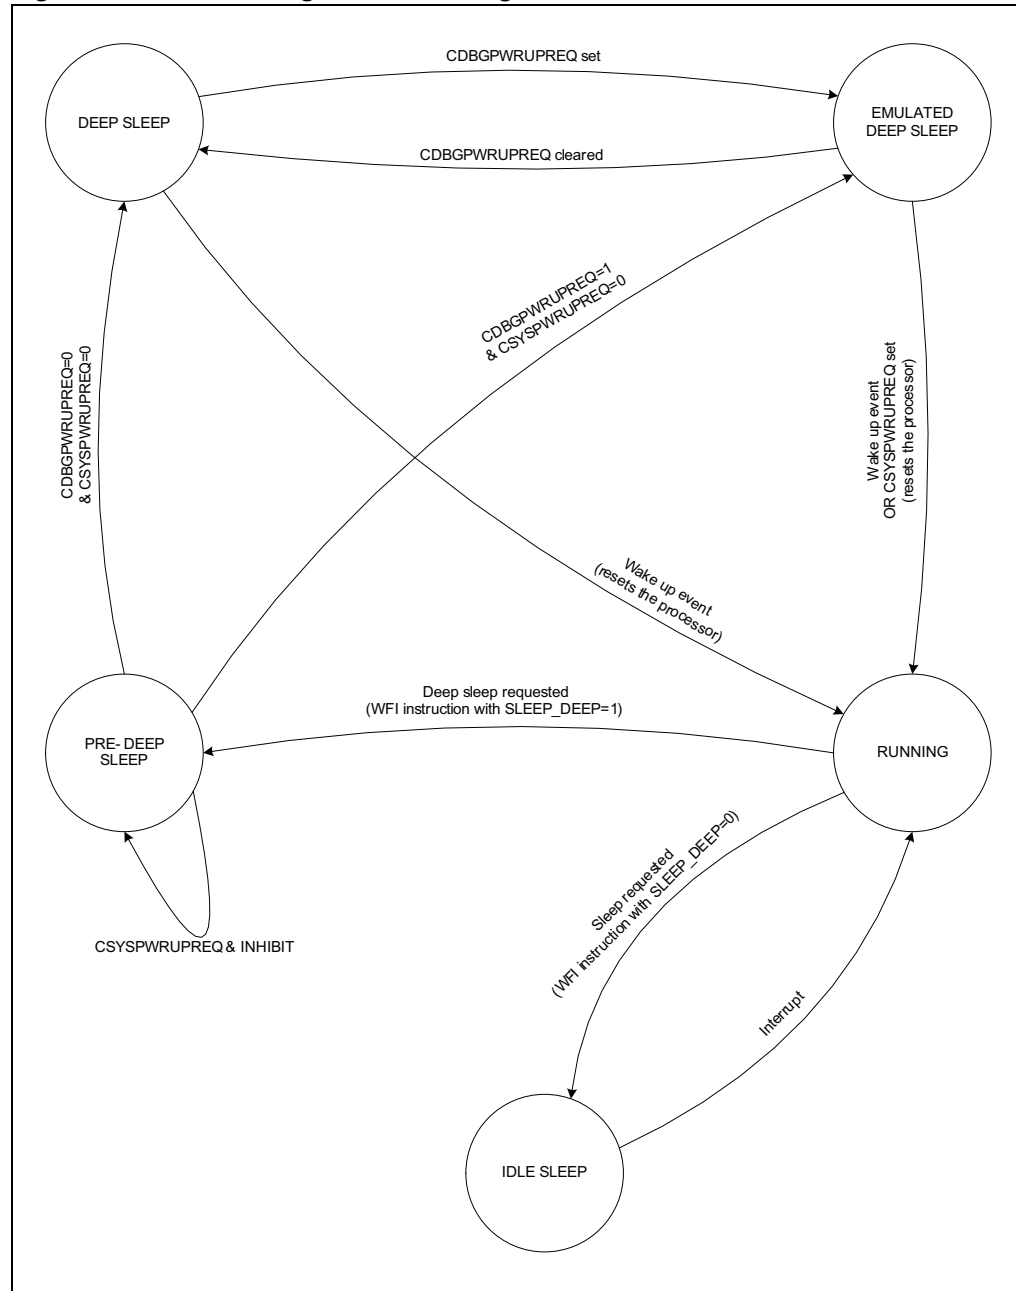 CDBGPWRUPREQ set
DEEP SLEEP
EMULATED
DEEP SLEEP
CDBGPWRUPREQ cleared
CDBGPWRUPREQ=1
& CSYSPWRUPREQ=0
CDBGPWRUPREQ=0
& CSYSPWRUPREQ=0
Wake up event
OR CSYSPWRUPREQ set
(resets the processor)
Wake up event
(resets the processor)
Deep sleep requested
(WFI instruction with SLEEP_DEEP=1)
PRE- DEEP
SLEEP
RUNNING
Sleep requested
(WFI instruction with SLEEP_DEEP=0)
CSYSPWRUPREQ & INHIBIT
Interrupt
IDLE SLEEP